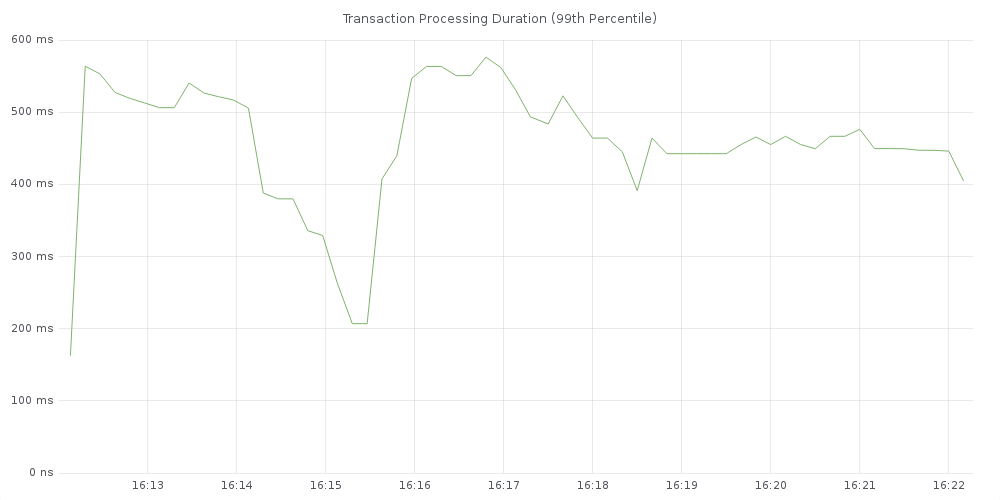 Transaction Processing Duration (99th Percentile)
600 ms
500 ms
400 ms
300 ms
200 ms
100 ms
0 ns
16:13 16:14 16:15 16:16 16:17 16:18 16:19 16:20 16:21 16:22